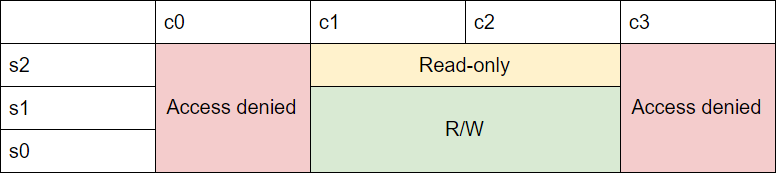 c0 c1 c2 c3
s2 Read-only
s1 Access denied Access denied
R/W
s0